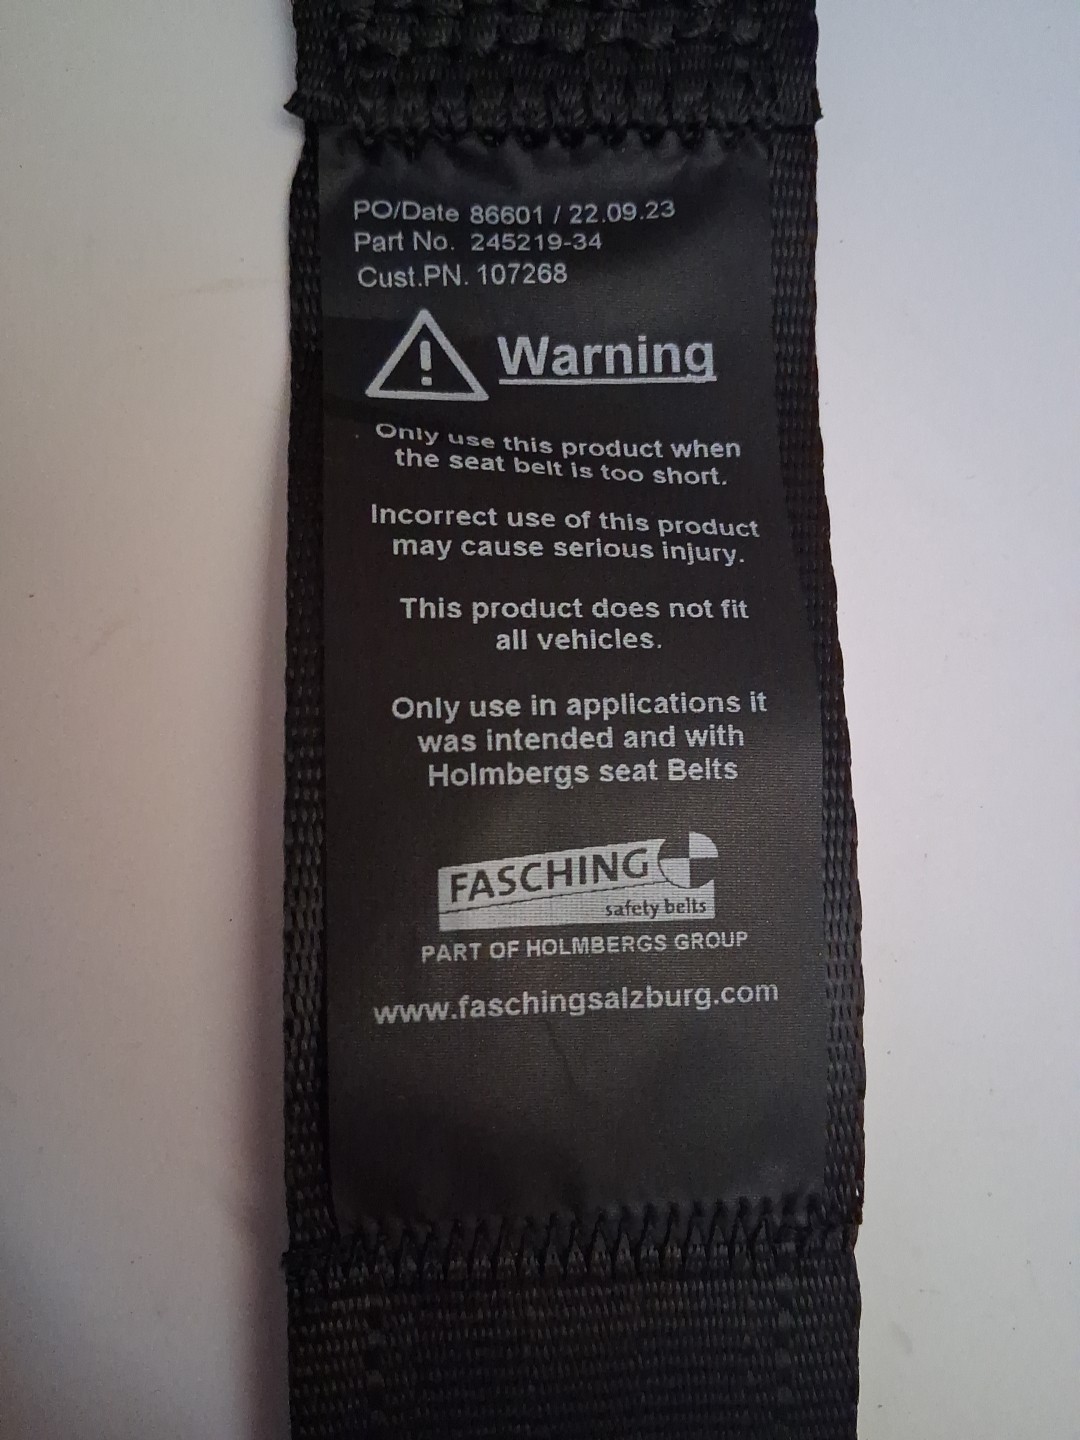 PO/Date 86601 / 22.09.23
Part No. 245219-34
Cust.PN. 107268
Warning
Only use this product when
the seat belt is too short.
Incorrect use of this product
may cause serious injury.
This product does not fit
all vehicles.
Only use in applications it
was intended and with
Holmbergs seat Belts
FASCHING
safety belts
PART OF HOLMBERGS GROUP
www.faschingsalzburg.com